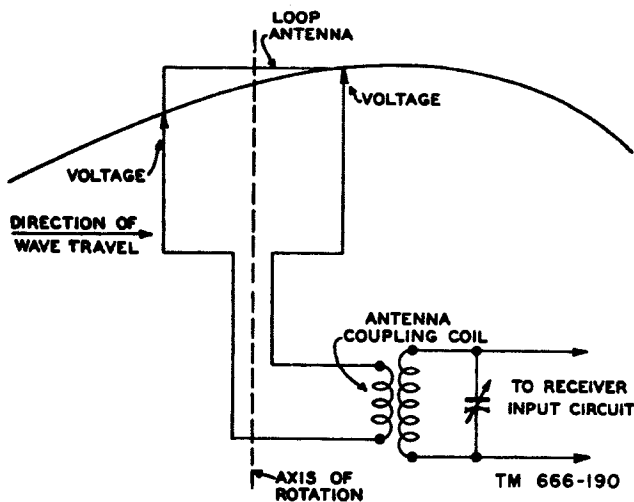 LOOP
ANTENNA
VOLTAGE
VOLTAGE
DIRECTION OF
WAVE TRAVEL
ANTENNA
COUPLING COIL
TO RECEIVER
INPUT CIRCUIT
AXIS OF
ROTATION
TM 666-190